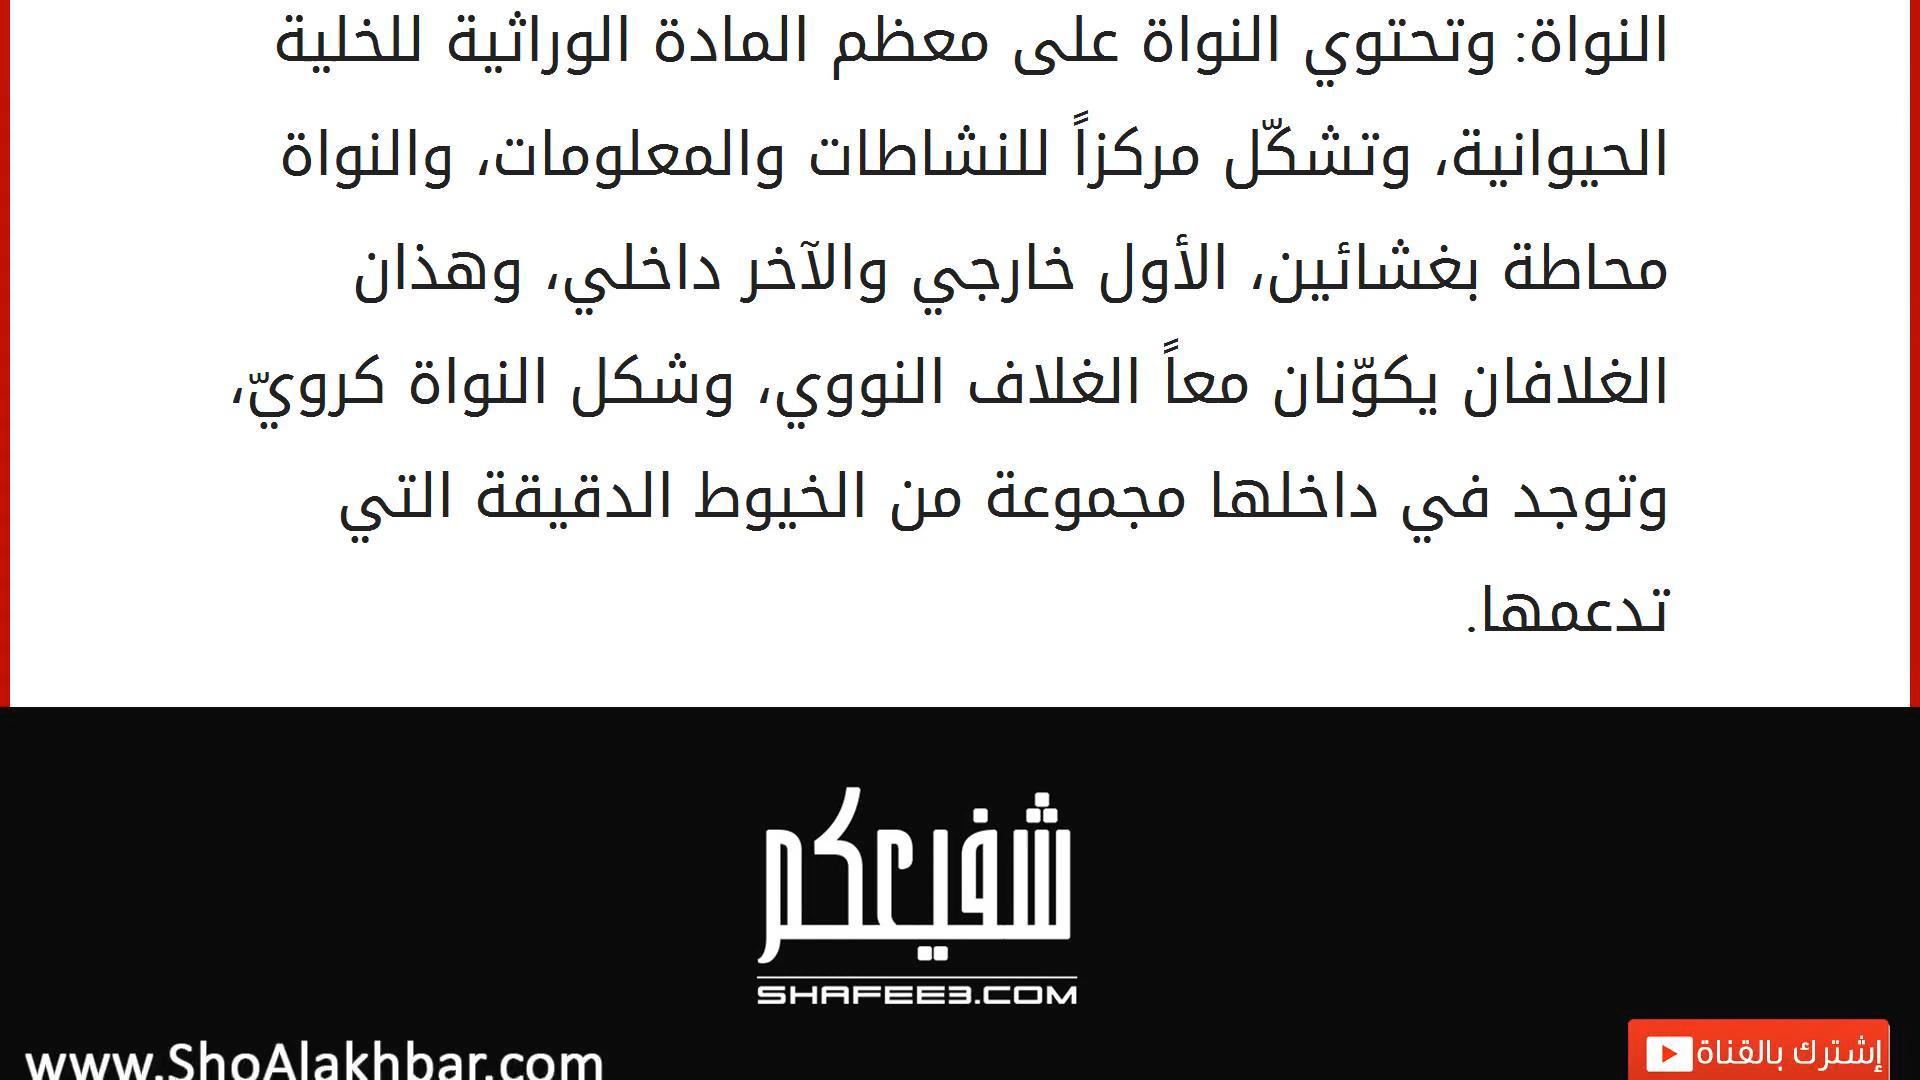 النواة: وتحتوي النواة على معظم المادة الوراثية للخلية
الحيوانية، وتشكّل مركزاً للنشاطات والمعلومات، والنواة
محاطة بغشائين، الأول خارجي والآخر داخلي، وهذان
الغلافان يكوّنان معاً الغلاف النووي، وشكل النواة كرويّ،
وتوجد في داخلها مجموعة من الخيوط الدقيقة التي
تدعمها.
شفيعكم
SHAFEE3.COM
www.ShoAlakhbar.com
إشترك بالقناة